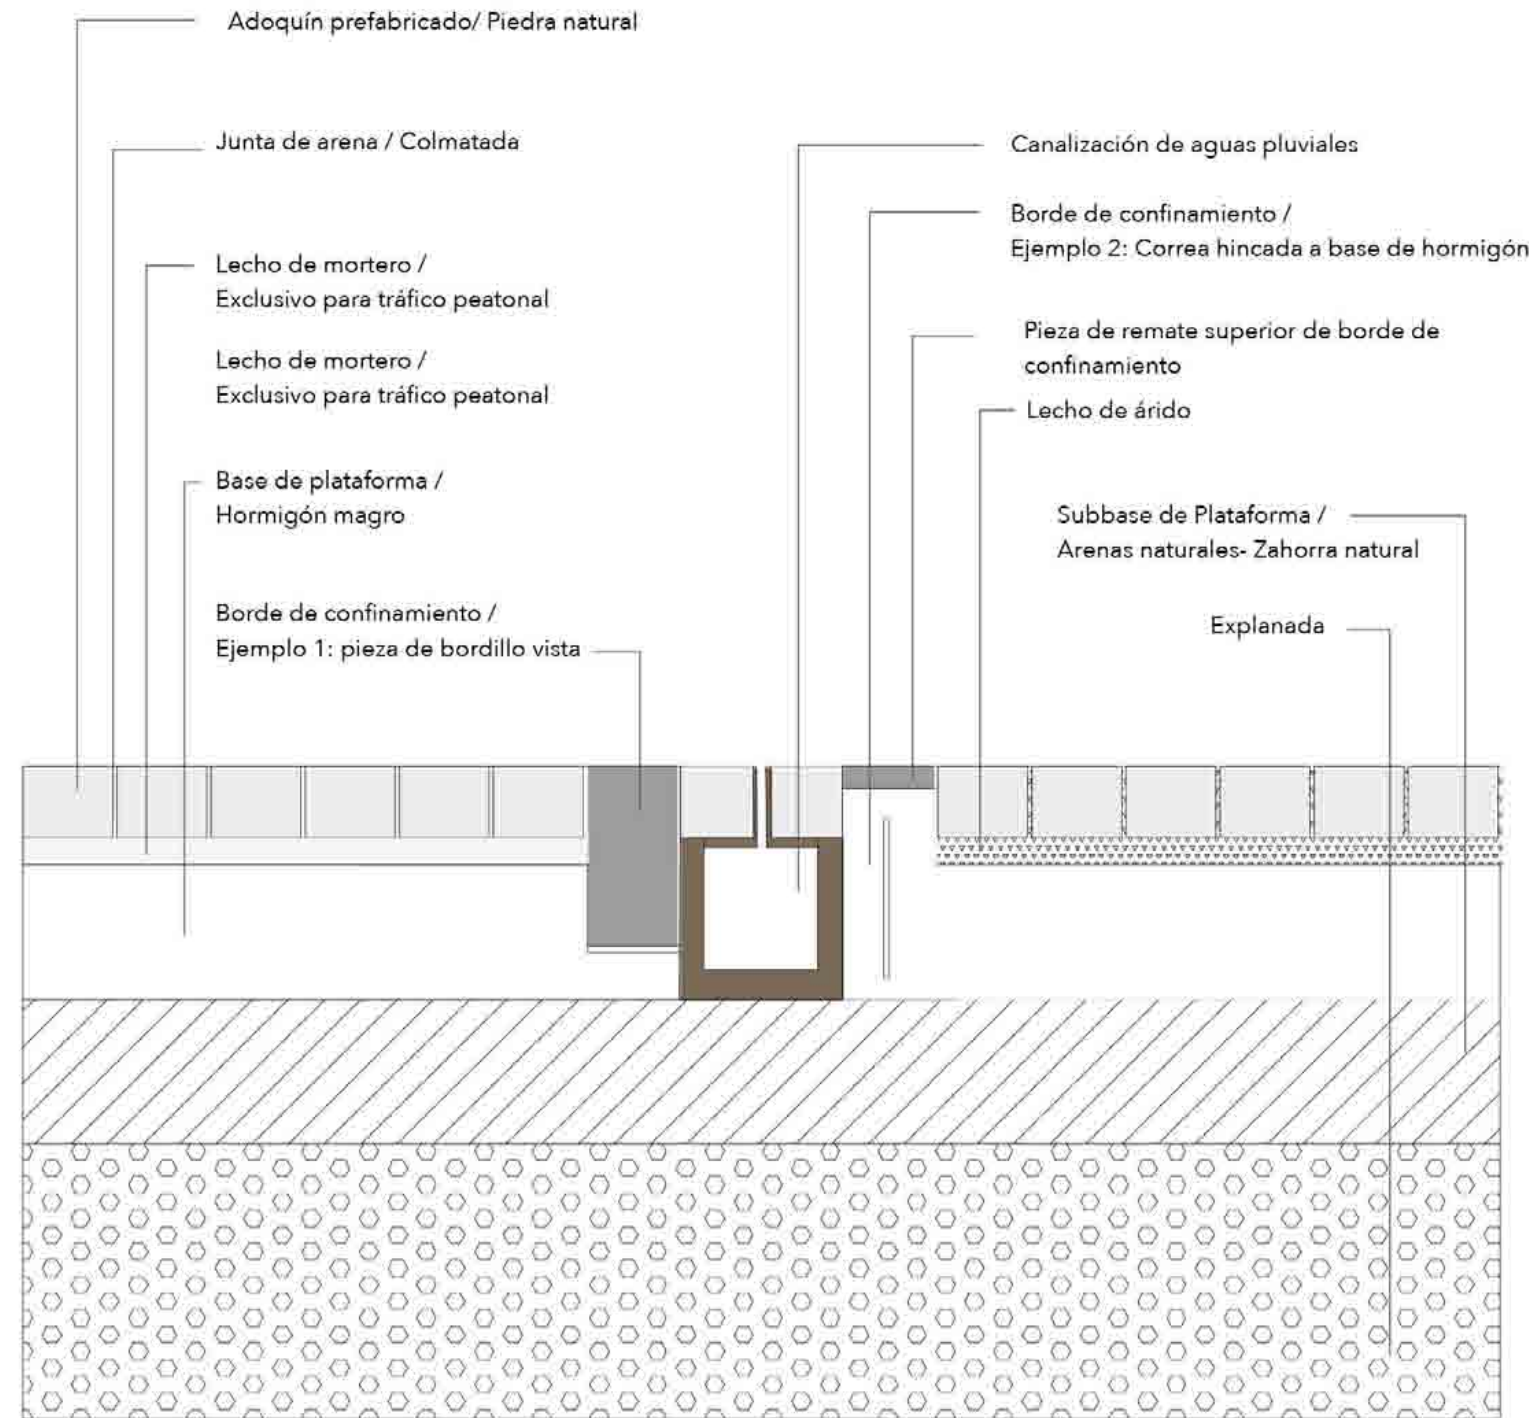 Adoquín prefabricado/ Piedra natural
Junta de arena / Colmatada
Lecho de mortero /
Exclusivo para tráfico peatonal
Lecho de mortero /
Exclusivo para tráfico peatonal
Base de plataforma /
Hormigón magro
Borde de confinamiento /
Ejemplo 1: pieza de bordillo vista
Canalización de aguas pluviales
Borde de confinamiento /
Ejemplo 2: Correa hincada a base de hormigón
Pieza de remate superior de borde de
confinamiento
Lecho de árido
Subbase de Plataforma /
Arenas naturales- Zahorra natural
Explanada